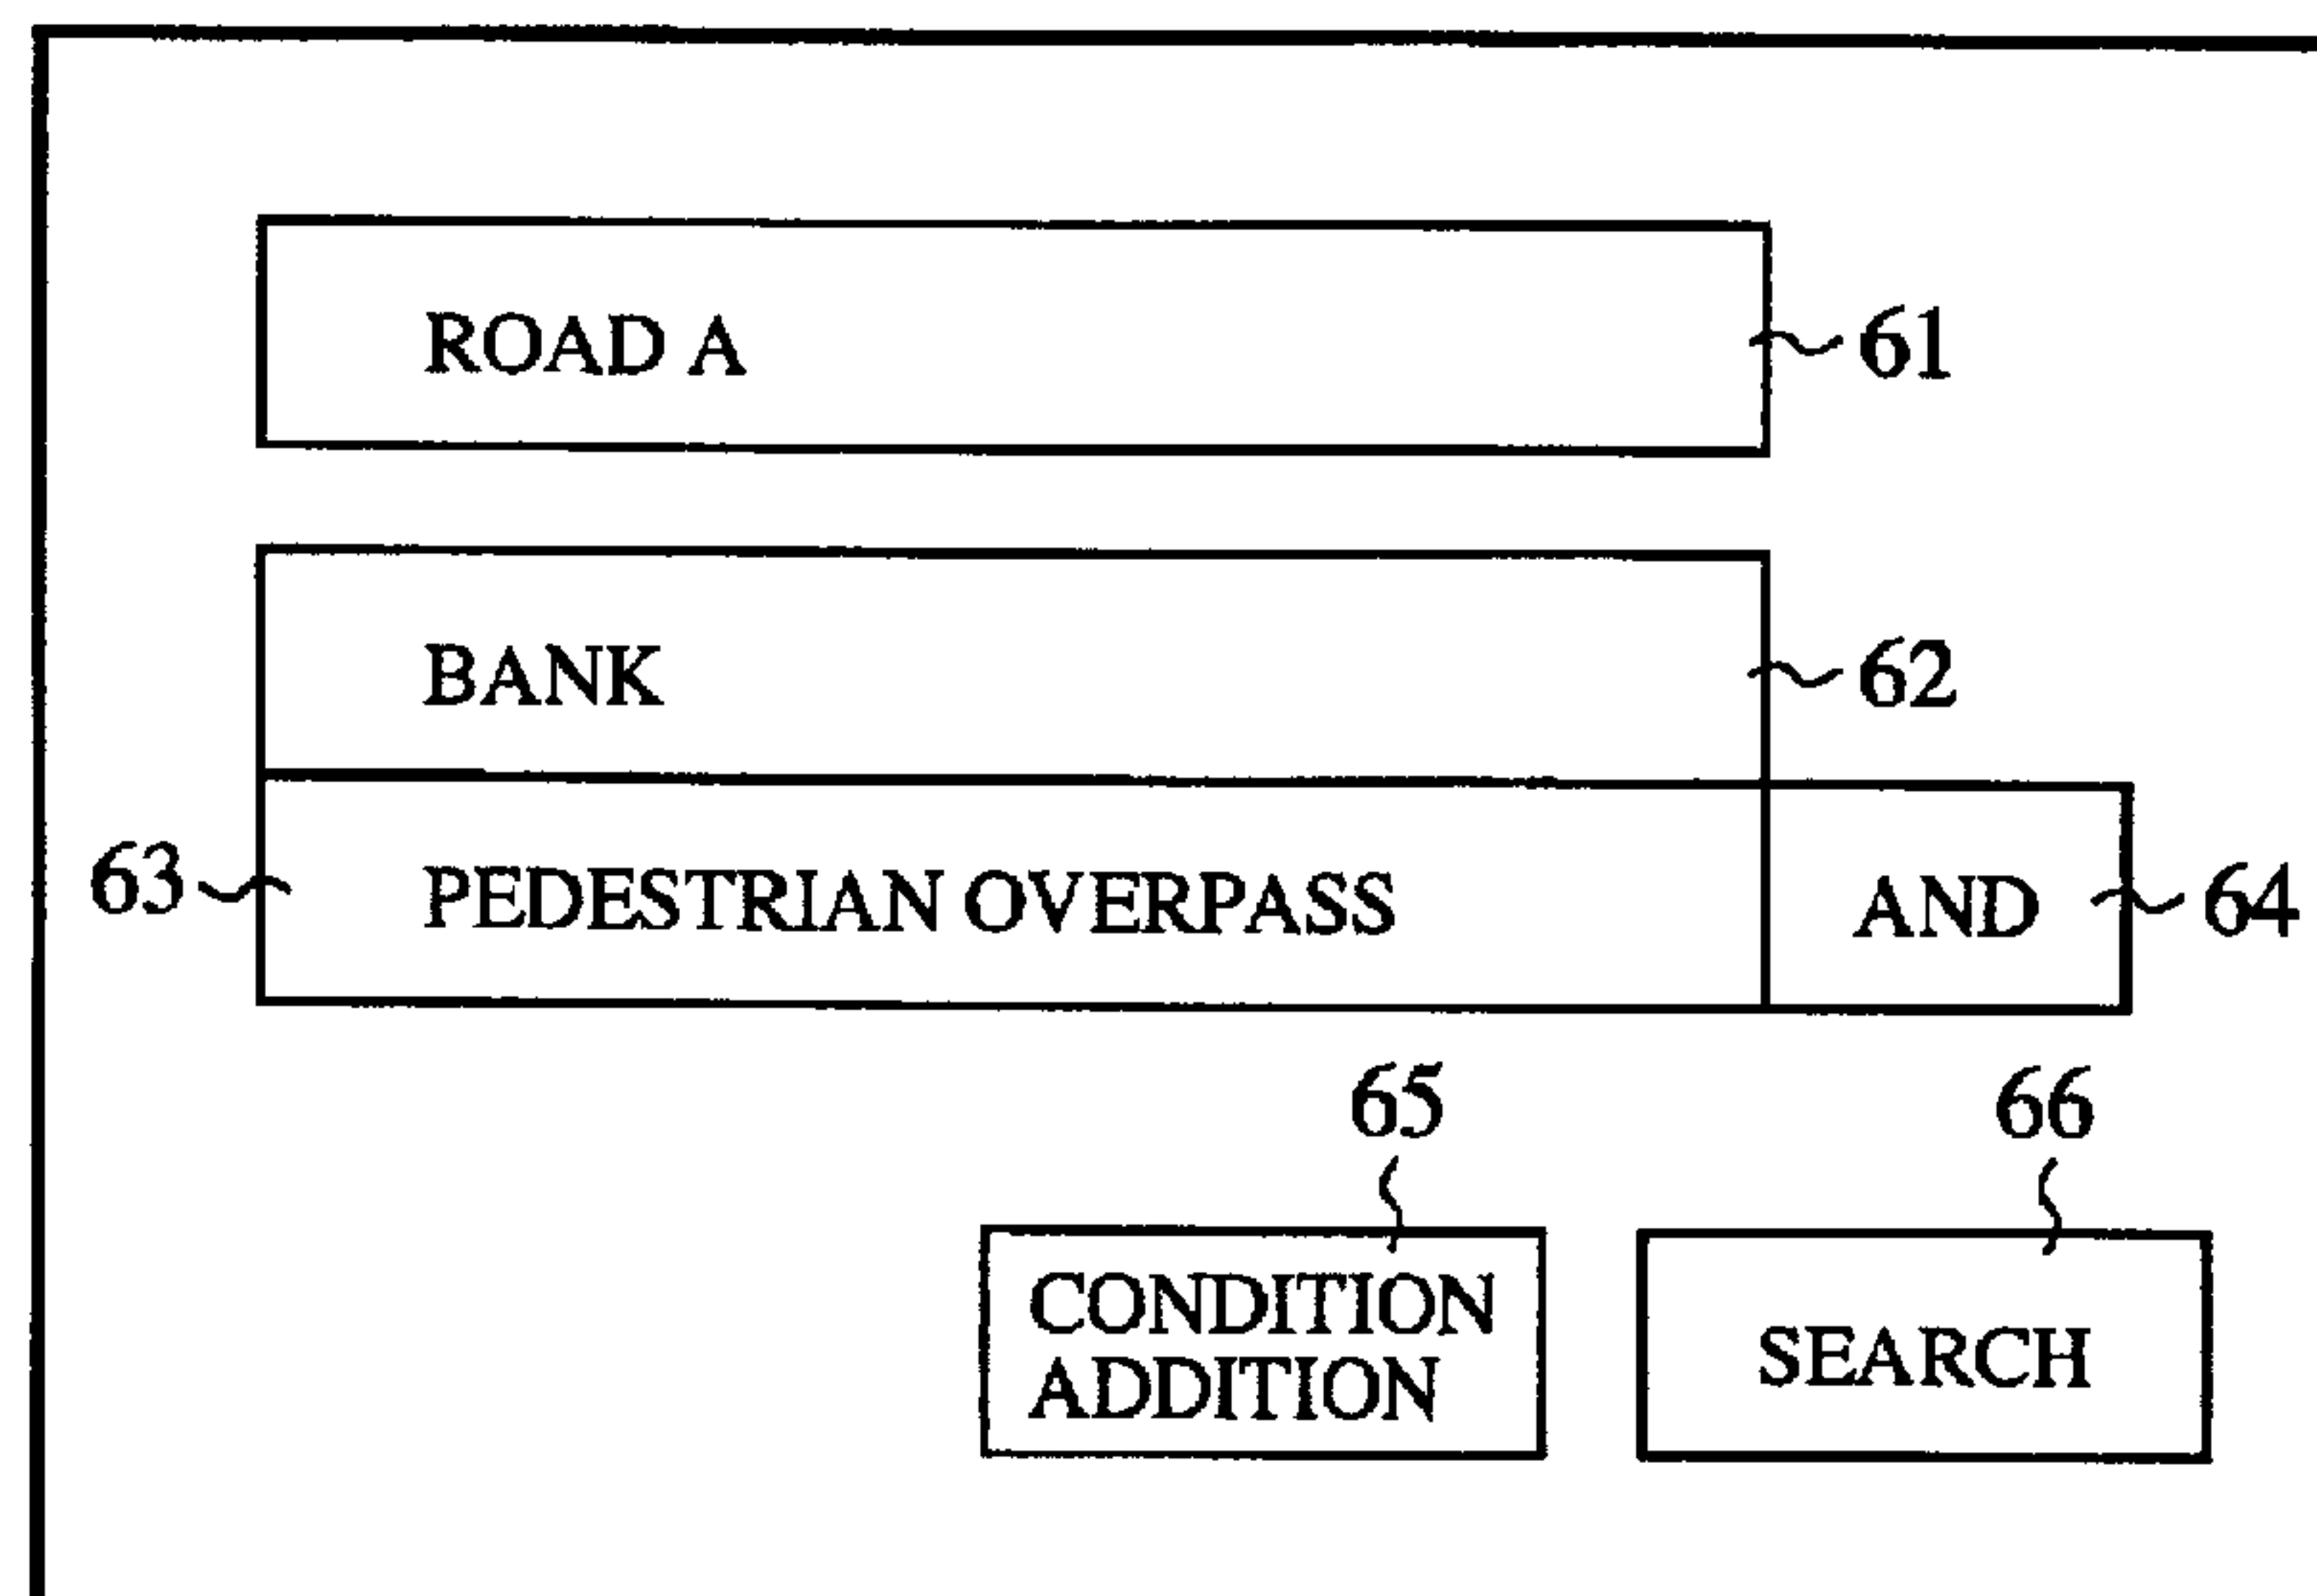 ROAD A 61
BANK 62
63 PEDESTRIAN OVERPASS AND 64
65 66
CONDITION
ADDITION
SEARCH